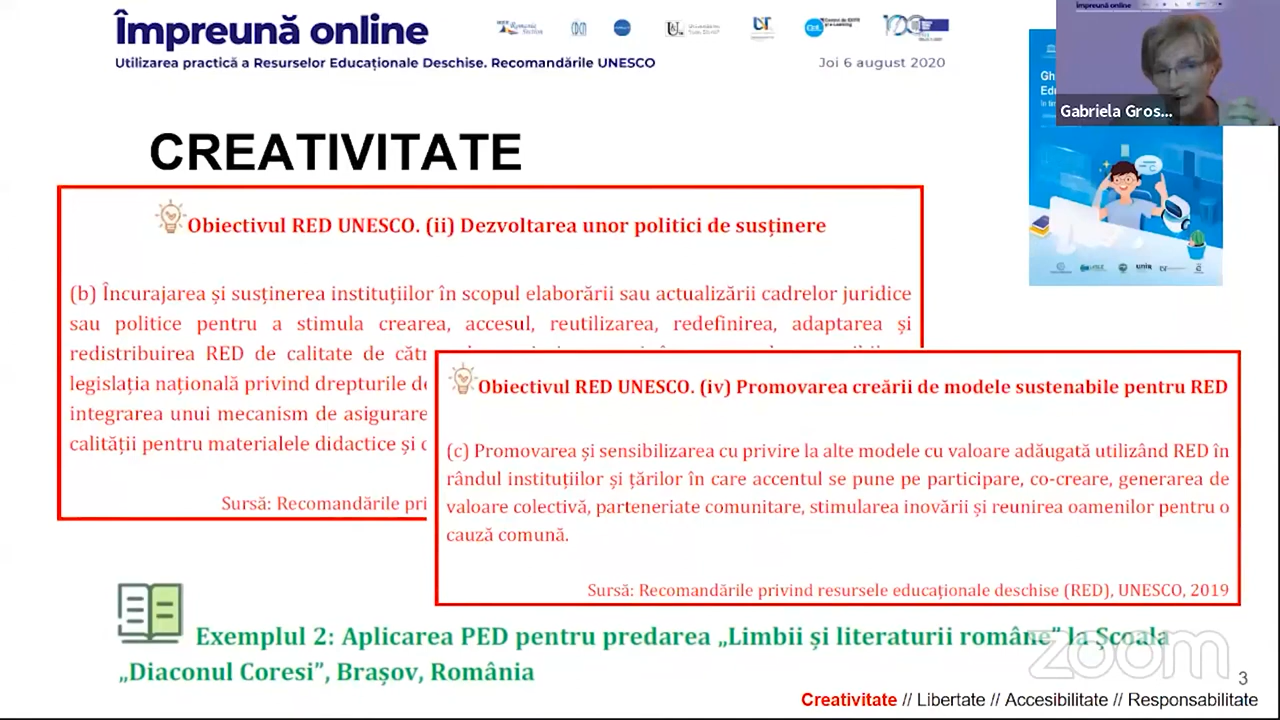 Împreună online
Utilizarea practică a Resurselor Educaționale Deschise. Recomandările UNESCO
Joi 6 august 2020
împreună online
Gabriela Gros...
CREATIVITATE
Obiectivul RED UNESCO. (ii) Dezvoltarea unor politici de susținere
(b) Încurajarea și susținerea instituțiilor în scopul elaborării sau actualizării cadrelor juridice
sau politice pentru a stimula crearea, accesul, reutilizarea, redefinirea, adaptarea și
redistribuirea RED de calitate de cătr
legislația națională privind drepturile de
integrarea unui mecanism de asigurare
calității pentru materialele didactice și
Sursă: Recomandările pri
Obiectivul RED UNESCO. (iv) Promovarea creării de modele sustenabile pentru RED
(c) Promovarea și sensibilizarea cu privire la alte modele cu valoare adăugată utilizând RED în
rândul instituțiilor și țărilor în care accentul se pune pe participare, co-creare, generarea de
valoare colectivă, parteneriate comunitare, stimularea inovării și reunirea oamenilor pentru o
cauză comună.
Sursă: Recomandările privind resursele educaționale deschise (RED), UNESCO, 2019
Exemplul 2: Aplicarea PED pentru predarea „Limbii și literaturii române” la Școala
„Diaconul Coresi”, Brașov, România
zoom
3
Creativitate // Libertate // Accesibilitate // Responsabilitate